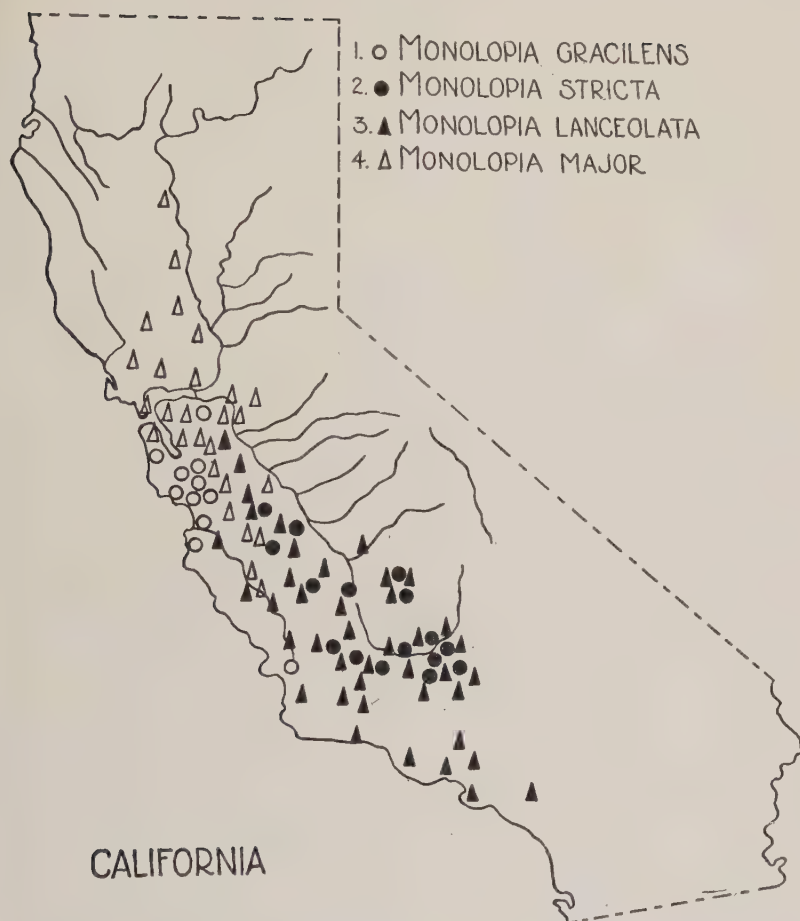 1. ○ MONOLOPIA GRACILENS
2. ● MONOLOPIA STRICTA
3. ▲ MONOLOPIA LANCEOLATA
4. △ MONOLOPIA MAJOR
CALIFORNIA